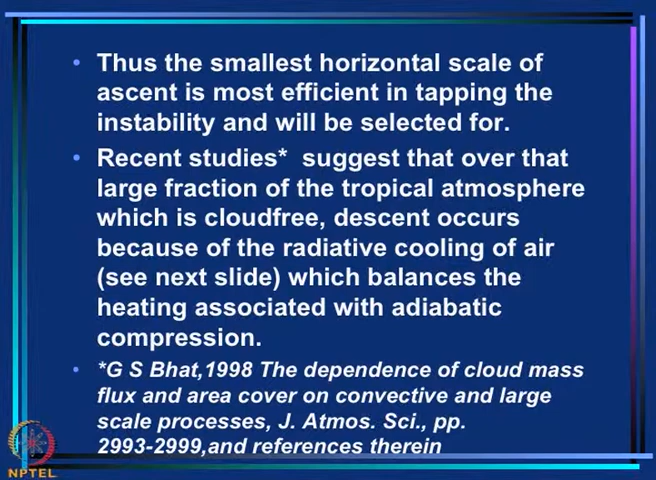 • Thus the smallest horizontal scale of
ascent is most efficient in tapping the
instability and will be selected for.
• Recent studies* suggest that over that
large fraction of the tropical atmosphere
which is cloudfree, descent occurs
because of the radiative cooling of air
(see next slide) which balances the
heating associated with adiabatic
compression.
• *G S Bhat,1998 The dependence of cloud mass
flux and area cover on convective and large
scale processes, J. Atmos. Sci., pp.
2993-2999,and references therein
NPTEL